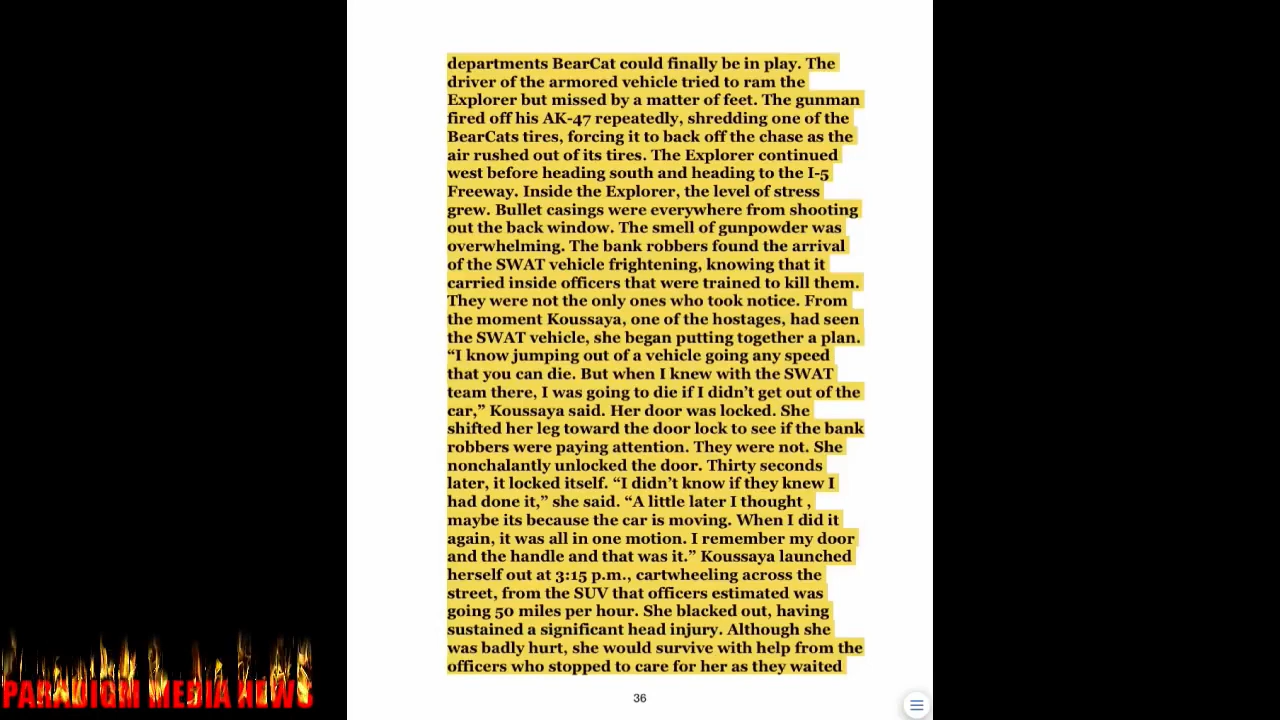 departments BearCat could finally be in play. The
driver of the armored vehicle tried to ram the
Explorer but missed by a matter of feet. The gunman
fired off his AK-47 repeatedly, shredding one of the
BearCats tires, forcing it to back off the chase as the
air rushed out of its tires. The Explorer continued
west before heading south and heading to the I-5
Freeway. Inside the Explorer, the level of stress
grew. Bullet casings were everywhere from shooting
out the back window. The smell of gunpowder was
overwhelming. The bank robbers found the arrival
of the SWAT vehicle frightening, knowing that it
carried inside officers that were trained to kill them.
They were not the only ones who took notice. From
the moment Koussaya, one of the hostages, had seen
the SWAT vehicle, she began putting together a plan.
“I know jumping out of a vehicle going any speed
that you can die. But when I knew with the SWAT
team there, I was going to die if I didn’t get out of the
car,” Koussaya said. Her door was locked. She
shifted her leg toward the door lock to see if the bank
robbers were paying attention. They were not. She
nonchalantly unlocked the door. Thirty seconds
later, it locked itself. “I didn’t know if they knew I
had done it,” she said. “A little later I thought ,
maybe its because the car is moving. When I did it
again, it was all in one motion. I remember my door
and the handle and that was it.” Koussaya launched
herself out at 3:15 p.m., cartwheeling across the
street, from the SUV that officers estimated was
going 50 miles per hour. She blacked out, having
sustained a significant head injury. Although she
was badly hurt, she would survive with help from the
officers who stopped to care for her as they waited
36
PARADIGM MEDIA NEWS